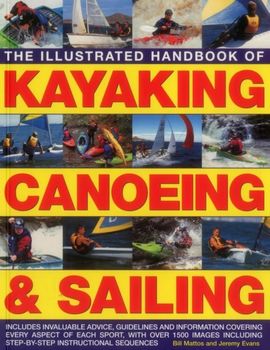 THE ILLUSTRATED HANDBOOK OF
KAYAKING
CANOEING
& SAILING
INCLUDES INVALUABLE ADVICE, GUIDELINES AND INFORMATION COVERING
EVERY ASPECT OF EACH SPORT, WITH OVER 1500 IMAGES INCLUDING
STEP-BY-STEP INSTRUCTIONAL SEQUENCES Bill Mattos and Jeremy Evans